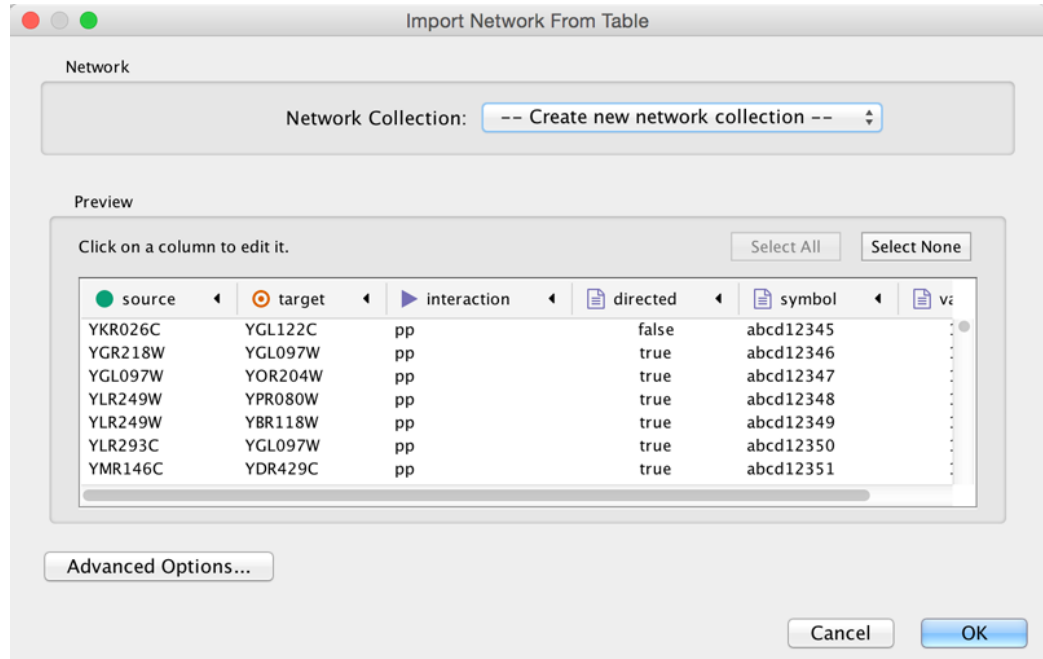 Import Network From Table
Network
Network Collection: -- Create new network collection --
Preview
Click on a column to edit it. Select All Select None
source target interaction directed symbol
YKR026C YGL122C pp false abcd12345
YGR218W YGL097W pp true abcd12346
YGL097W YOR204W pp true abcd12347
YLR249W YPR080W pp true abcd12348
YLR249W YBR118W pp true abcd12349
YLR293C YGL097W pp true abcd12350
YMR146C YDR429C pp true abcd12351
Advanced Options...
Cancel OK